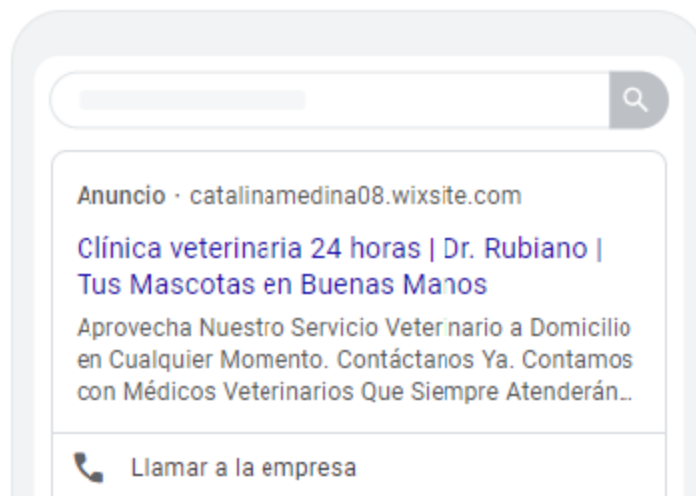 Anuncio · catalinamedina08.wixsite.com
Clínica veterinaria 24 horas | Dr. Rubiano |
Tus Mascotas en Buenas Manos
Aprovecha Nuestro Servicio Veterinario a Domicilio
en Cualquier Momento. Contáctanos Ya. Contamos
con Médicos Veterinarios Que Siempre Atenderán...
Llamar a la empresa